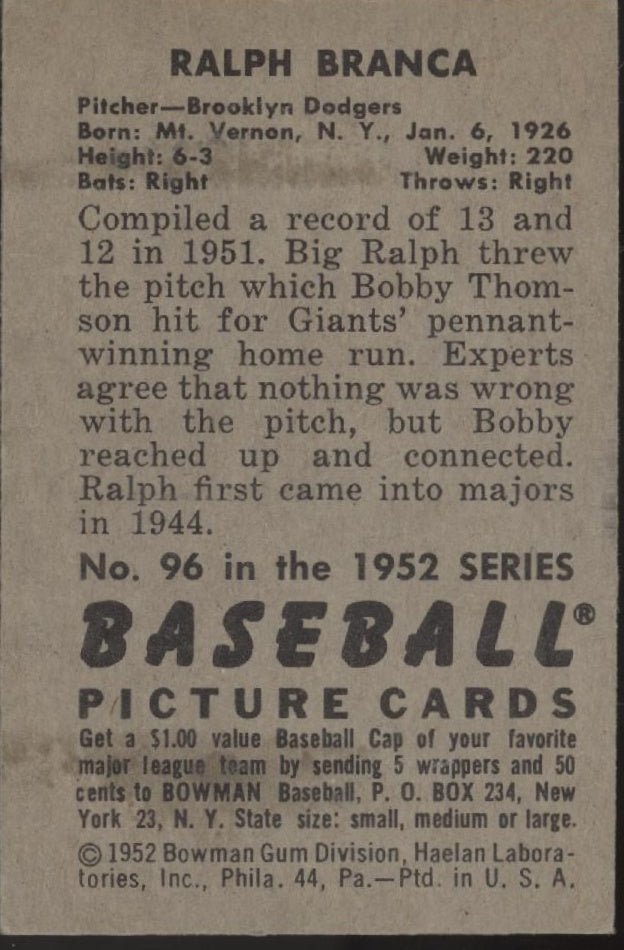 RALPH BRANCA
Pitcher—Brooklyn Dodgers
Born: Mt. Vernon, N. Y., Jan. 6, 1926
Height: 6-3 Weight: 220
Bats: Right Throws: Right
Compiled a record of 13 and
12 in 1951. Big Ralph threw
the pitch which Bobby Thom-
son hit for Giants' pennant-
winning home run. Experts
agree that nothing was wrong
with the pitch, but Bobby
reached up and connected.
Ralph first came into majors
in 1944.
No. 96 in the 1952 SERIES
BASEBALL®
PICTURE CARDS
Get a $1.00 value Baseball Cap of your favorite
major league team by sending 5 wrappers and 50
cents to BOWMAN Baseball, P. O. BOX 234, New
York 23, N. Y. State size: small, medium or large.
© 1952 Bowman Gum Division, Haelan Labora-
tories, Inc., Phila. 44, Pa.—Ptd. in U. S. A.